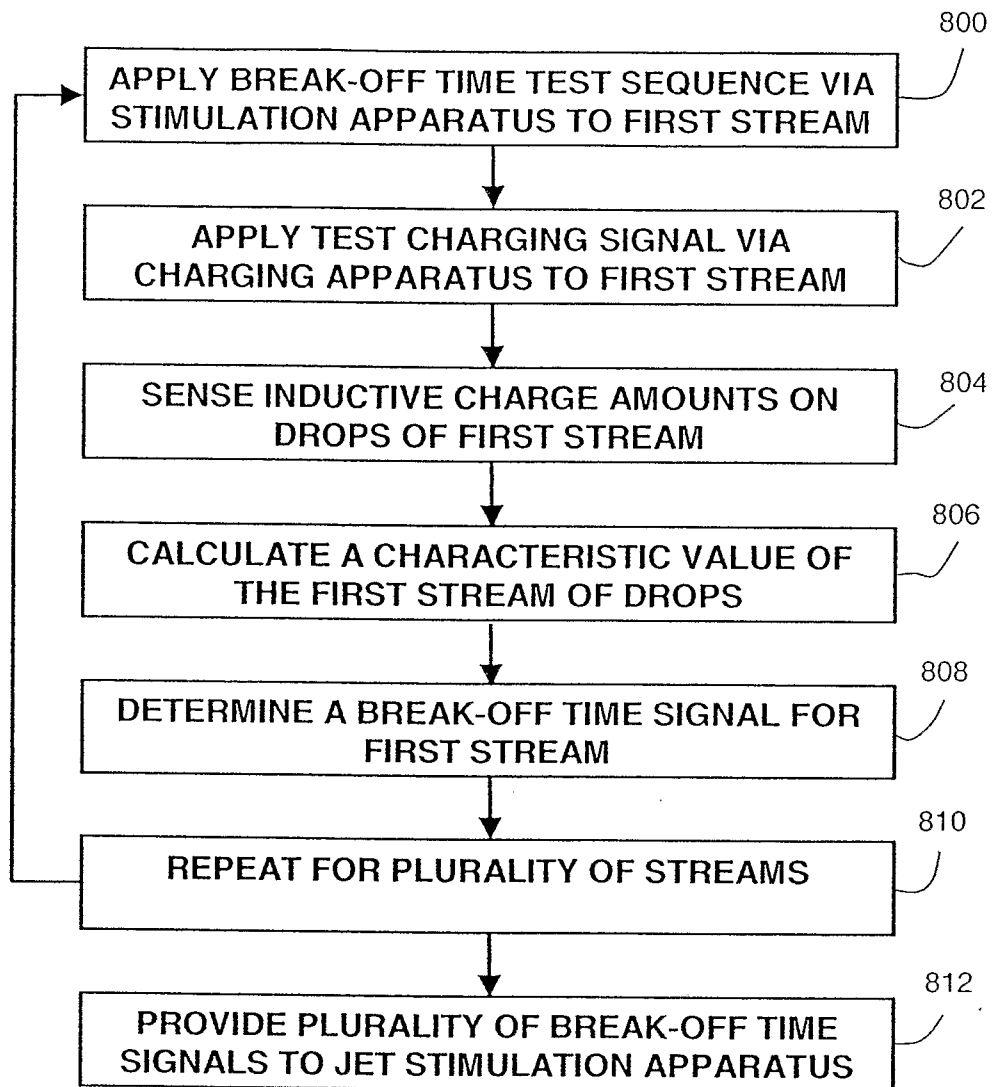 800
APPLY BREAK-OFF TIME TEST SEQUENCE VIA
STIMULATION APPARATUS TO FIRST STREAM
802
APPLY TEST CHARGING SIGNAL VIA
CHARGING APPARATUS TO FIRST STREAM
804
SENSE INDUCTIVE CHARGE AMOUNTS ON
DROPS OF FIRST STREAM
806
CALCULATE A CHARACTERISTIC VALUE OF
THE FIRST STREAM OF DROPS
808
DETERMINE A BREAK-OFF TIME SIGNAL FOR
FIRST STREAM
810
REPEAT FOR PLURALITY OF STREAMS
812
PROVIDE PLURALITY OF BREAK-OFF TIME
SIGNALS TO JET STIMULATION APPARATUS